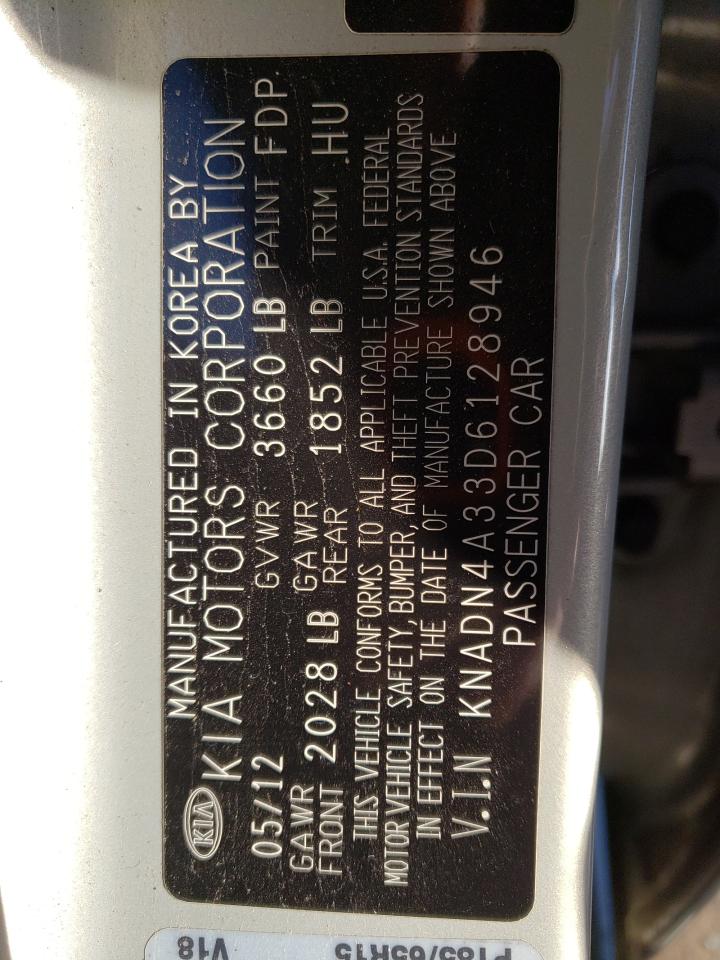 MANUFACTURED IN KOREA BY
KIA KIA MOTORS CORPORATION
05/12 GVWR 3660 LB PAINT FDP
GAWR FRONT 2028 LB GAWR REAR 1852 LB TRIM .HU
THIS VEHICLE CONFORMS TO ALL APPLICABLE U.S.A. FEDERAL
MOTOR VEHICLE SAFETY, BUMPER, AND THEFT PREVENTION STANDARDS
IN EFFECT ON THE DATE OF MANUFACTURE SHOWN ABOVE
V.I.N KNADN4A33D6128946
PASSENGER CAR
V18
P185/65R15